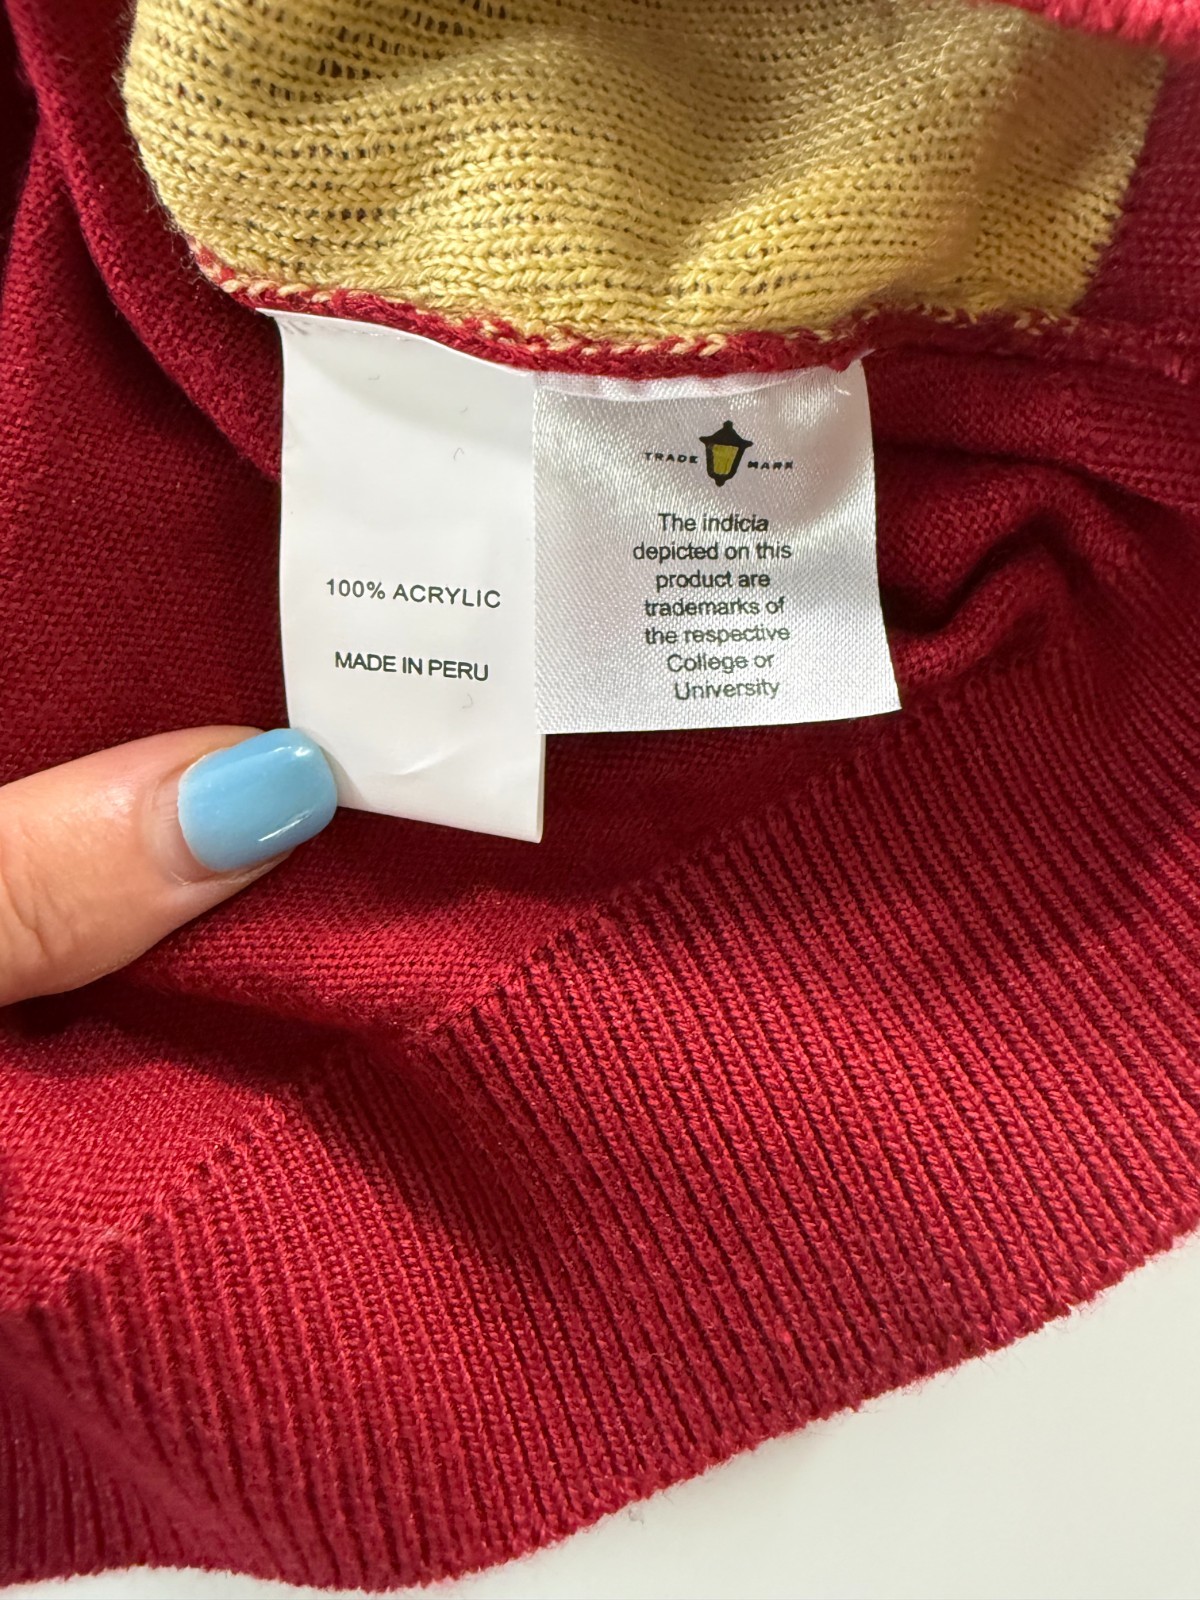 100% ACRYLIC
MADE IN PERU
TRADE MARK
The indicia
depicted on this
product are
trademarks of
the respective
College or
University